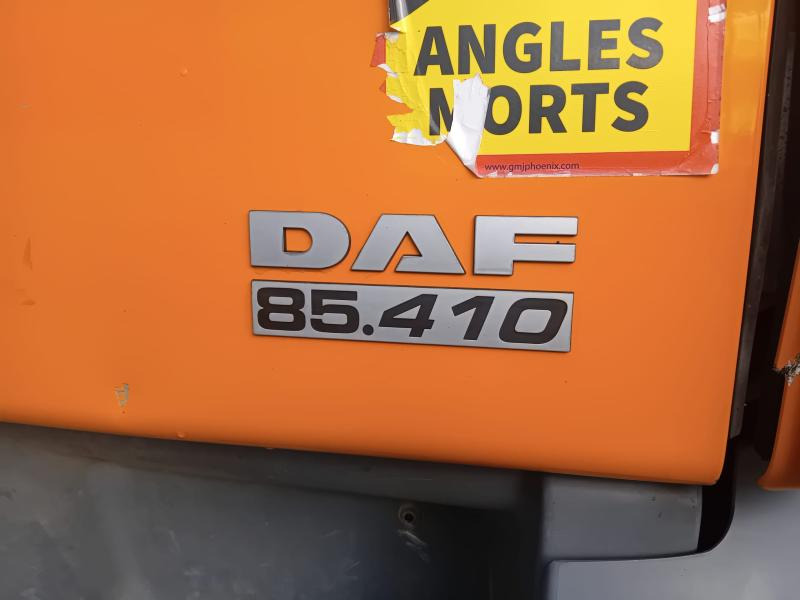 ANGLES
MORTS
www.gmjphoenix.com
DAF
85.410